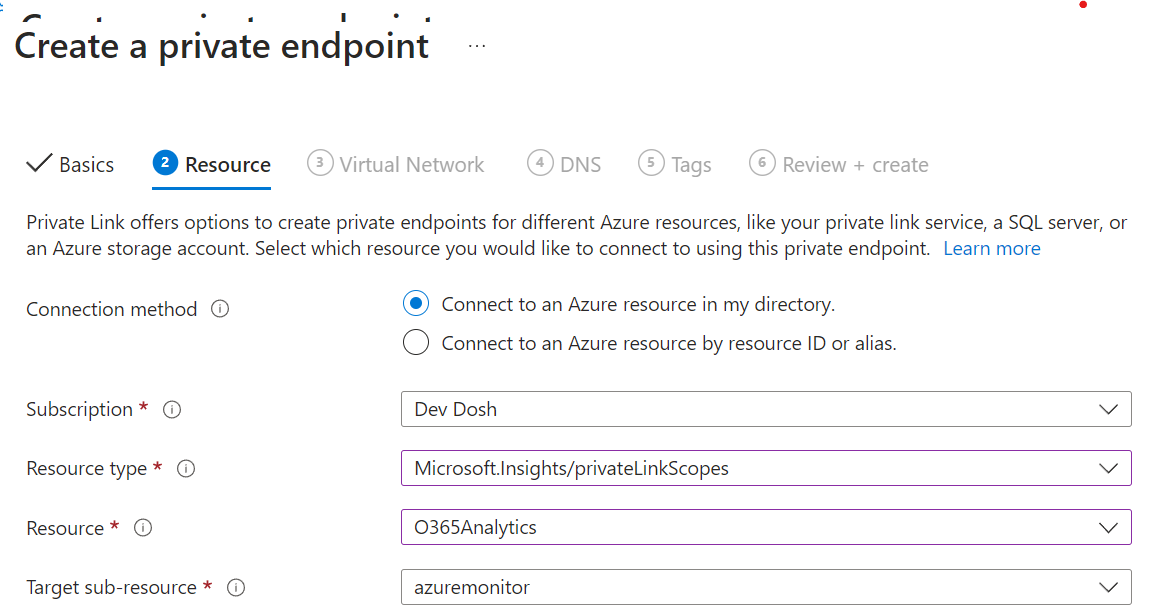 Create a private endpoint ...
Basics 2 Resource 3 Virtual Network 4 DNS 5 Tags 6 Review + create
Private Link offers options to create private endpoints for different Azure resources, like your private link service, a SQL server, or
an Azure storage account. Select which resource you would like to connect to using this private endpoint. Learn more
Connection method Connect to an Azure resource in my directory.
Connect to an Azure resource by resource ID or alias.
Subscription * Dev Dosh
Resource type * Microsoft.Insights/privateLinkScopes
Resource * O365Analytics
Target sub-resource * azuremonitor